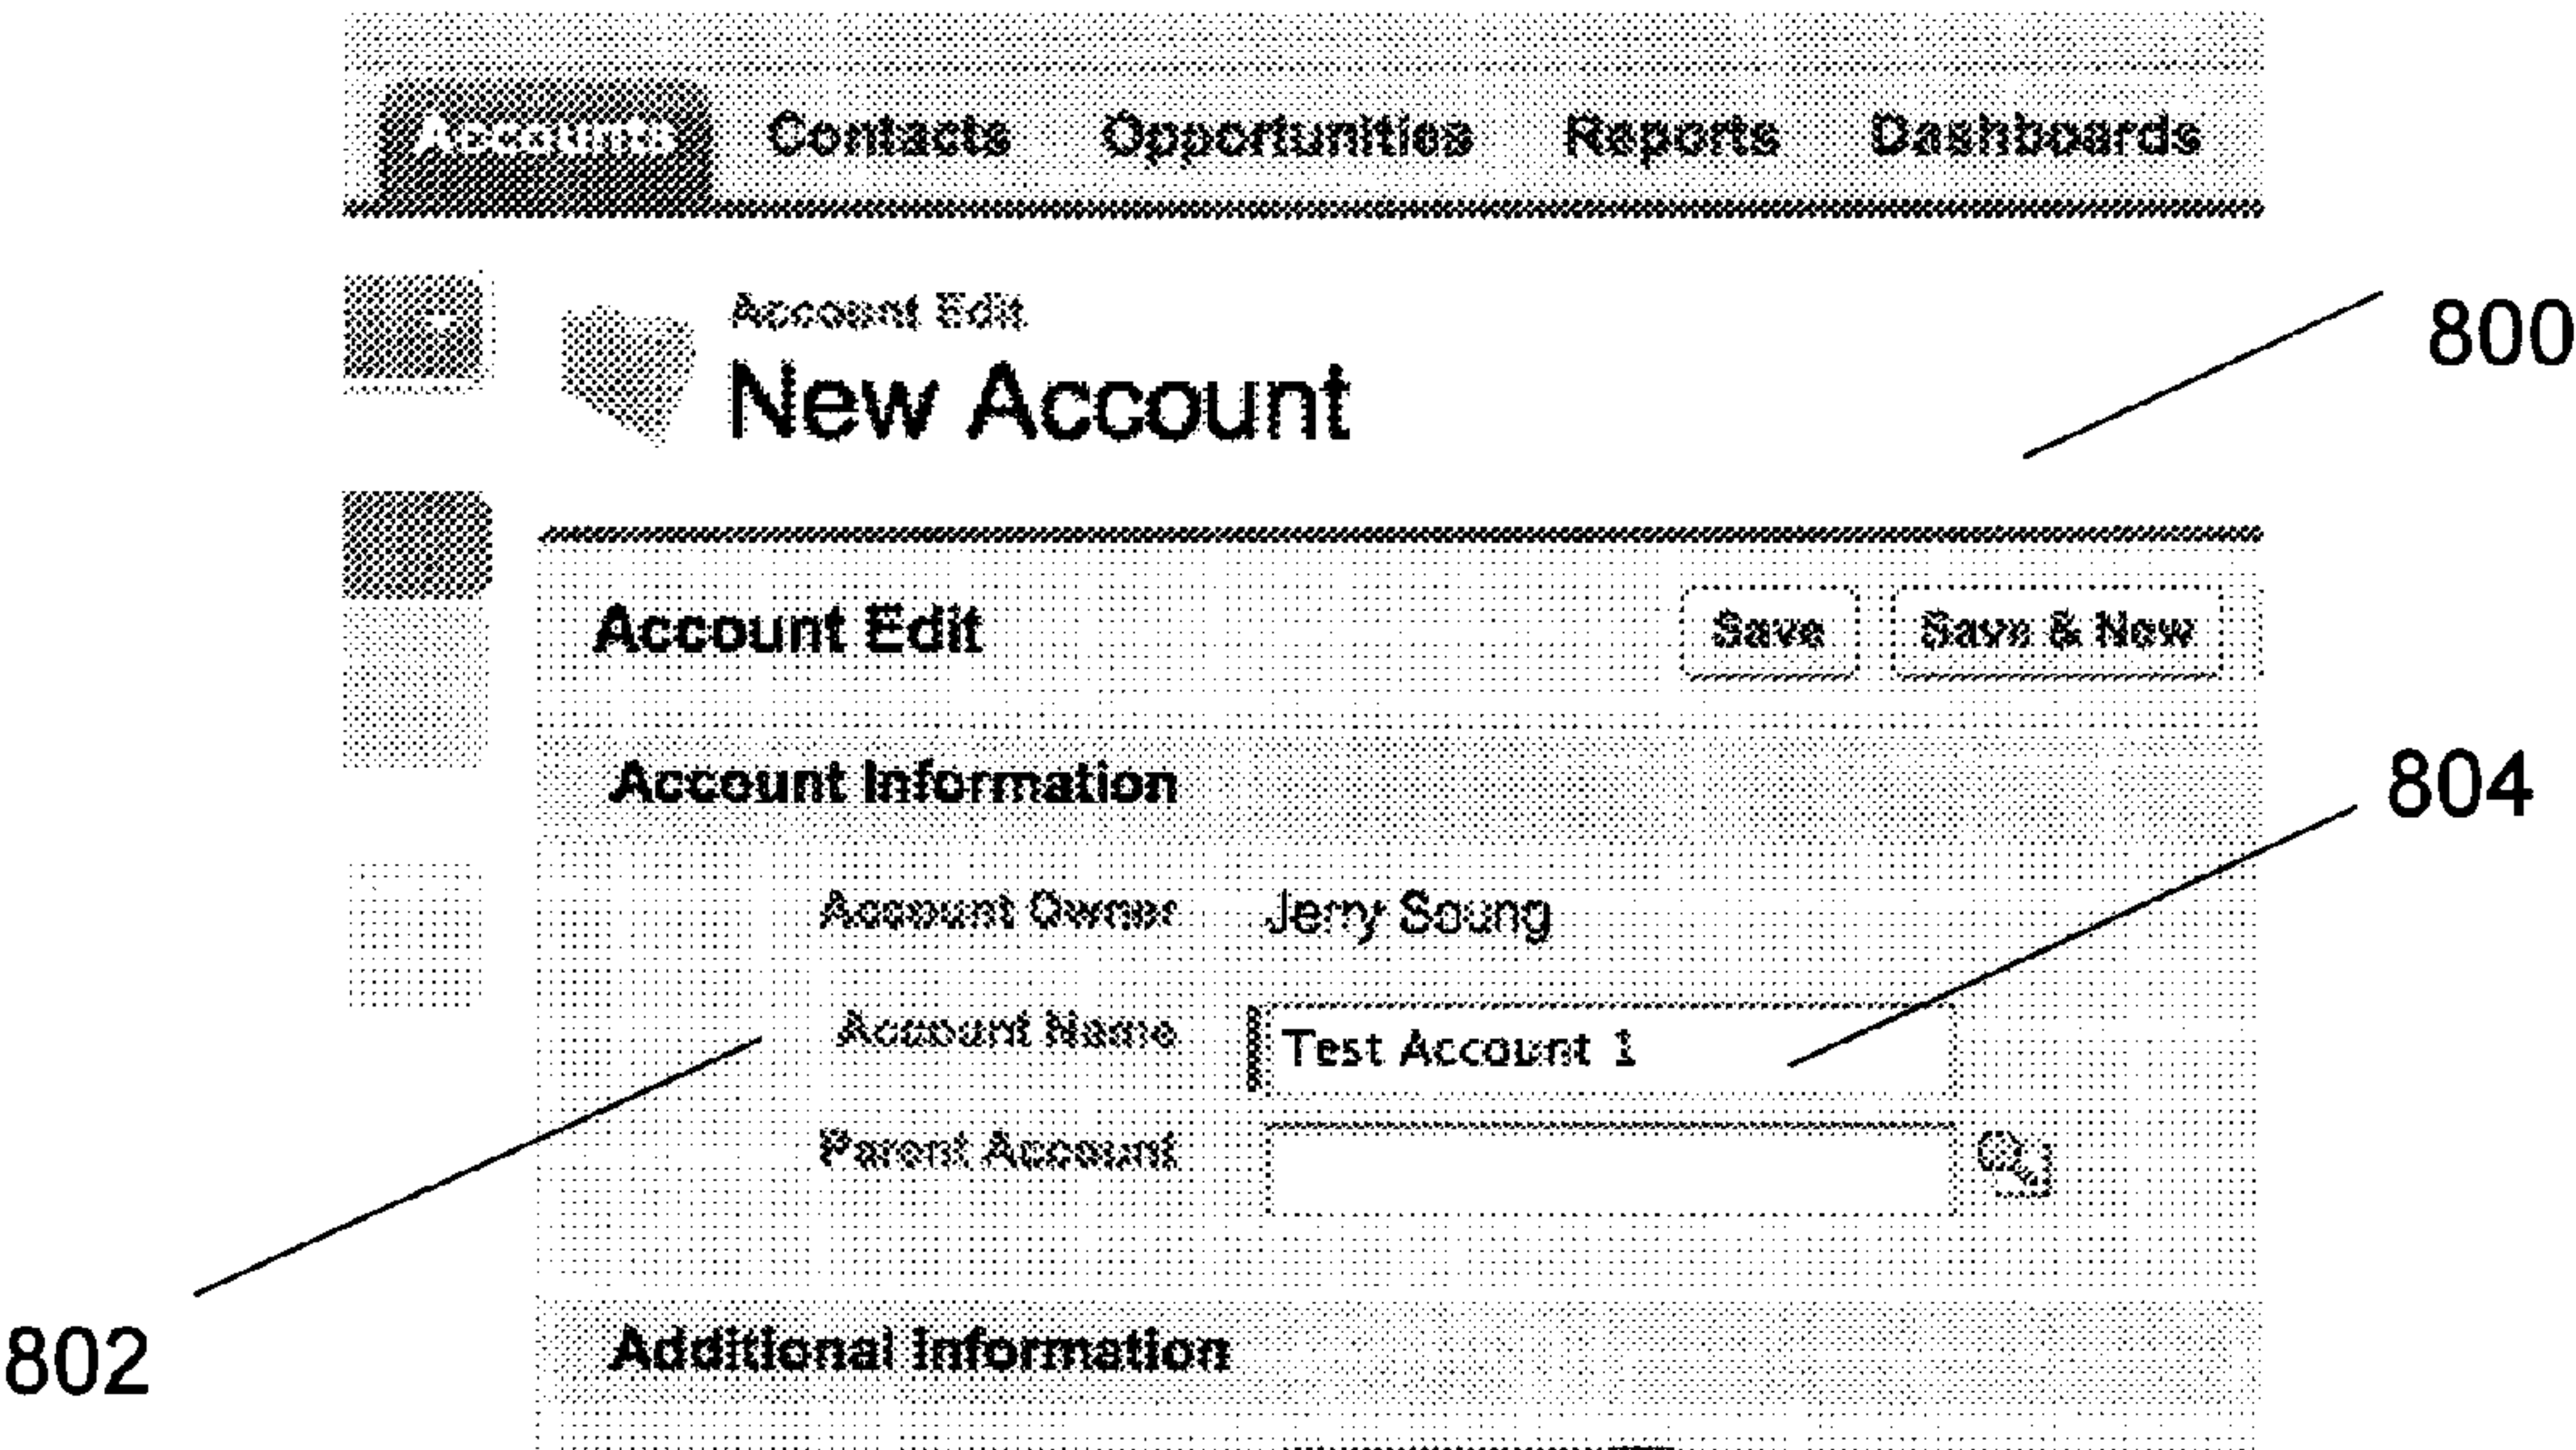 Accounts Contacts Opportunities Reports Dashboards
Account Edit
New Account
800
Account Edit Save Save & New
Account Information
804
Account Owner Jerry Soung
Account Name Test Account 1
Parent Account
802
Additional Information